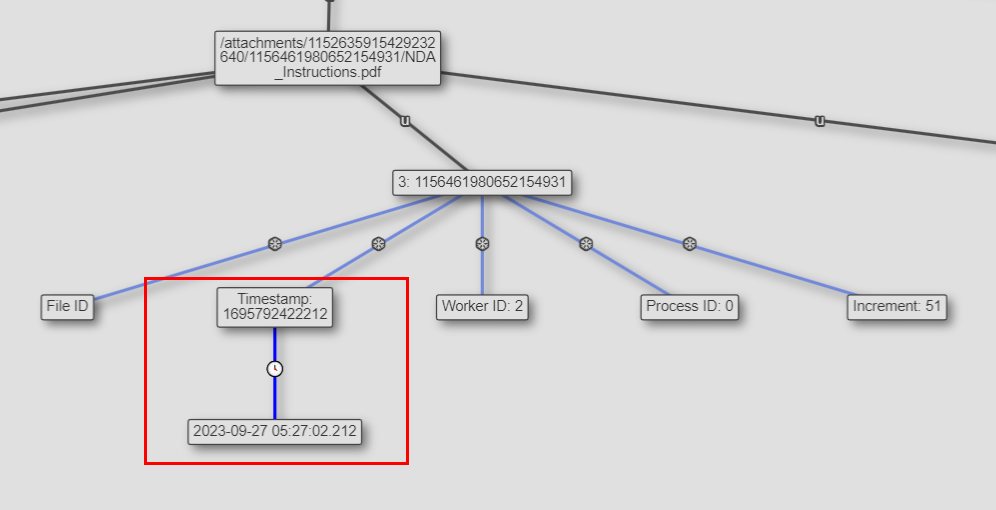 /attachments/1152635915429232
640/1156461980652154931/NDA
_Instructions.pdf
u
u
3: 1156461980652154931
File ID
Timestamp:
1695792422212
Worker ID: 2
Process ID: 0
Increment: 51
2023-09-27 05:27:02.212